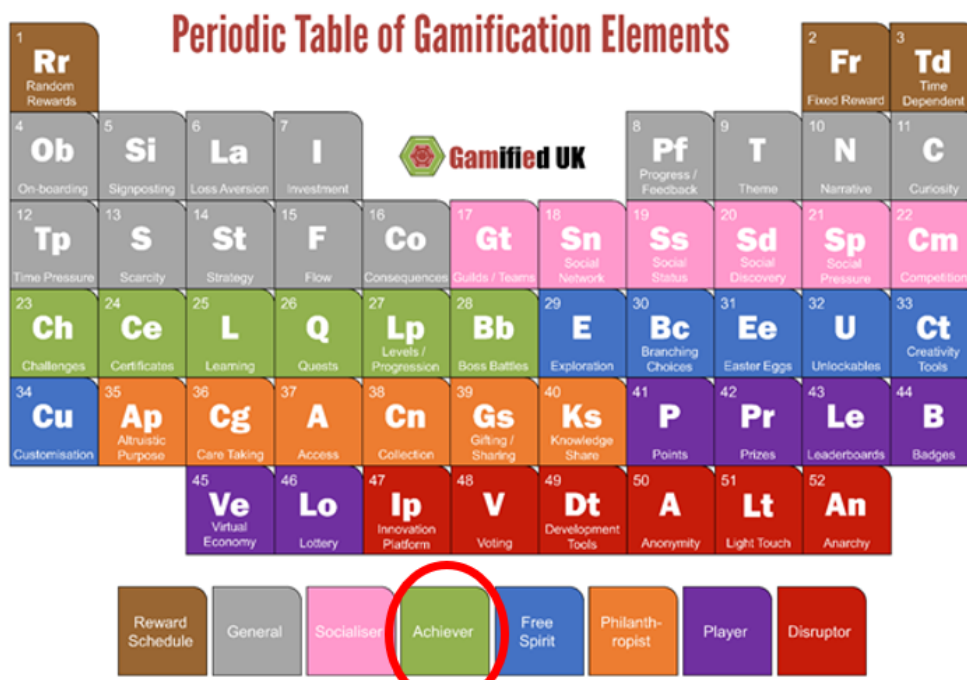 Periodic Table of Gamification Elements
1
Rr
Random
Rewards
2
Fr
Fixed Reward
3
Td
Time
Dependent
4
Ob
On-boarding
5
Si
Signposting
6
La
Loss Aversion
7
I
Investment
Gamified UK
8
Pf
Progress /
Feedback
9
T
Theme
10
N
Narrative
11
C
Curiosity
12
Tp
Time Pressure
13
S
Scarcity
14
St
Strategy
15
F
Flow
16
Co
Consequences
17
Gt
Guilds / Teams
18
Sn
Social
Network
19
Ss
Social
Status
20
Sd
Social
Discovery
21
Sp
Social
Pressure
22
Cm
Competition
23
Ch
Challenges
24
Ce
Certificates
25
L
Learning
26
Q
Quests
27
Lp
Levels /
Progression
28
Bb
Boss Battles
29
E
Exploration
30
Bc
Branching
Choices
31
Ee
Easter Eggs
32
U
Unlockables
33
Ct
Creativity
Tools
34
Cu
Customisation
35
Ap
Altruistic
Purpose
36
Cg
Care Taking
37
A
Access
38
Cn
Collection
39
Gs
Gifting /
Sharing
40
Ks
Knowledge
Share
41
P
Points
42
Pr
Prizes
43
Le
Leaderboards
44
B
Badges
45
Ve
Virtual
Economy
46
Lo
Lottery
47
Ip
Innovation
Platform
48
V
Voting
49
Dt
Development
Tools
50
A
Anonymity
51
Lt
Light Touch
52
An
Anarchy
Reward
Schedule
General
Socialiser
Achiever
Free
Spirit
Philanth-
ropist
Player
Disruptor